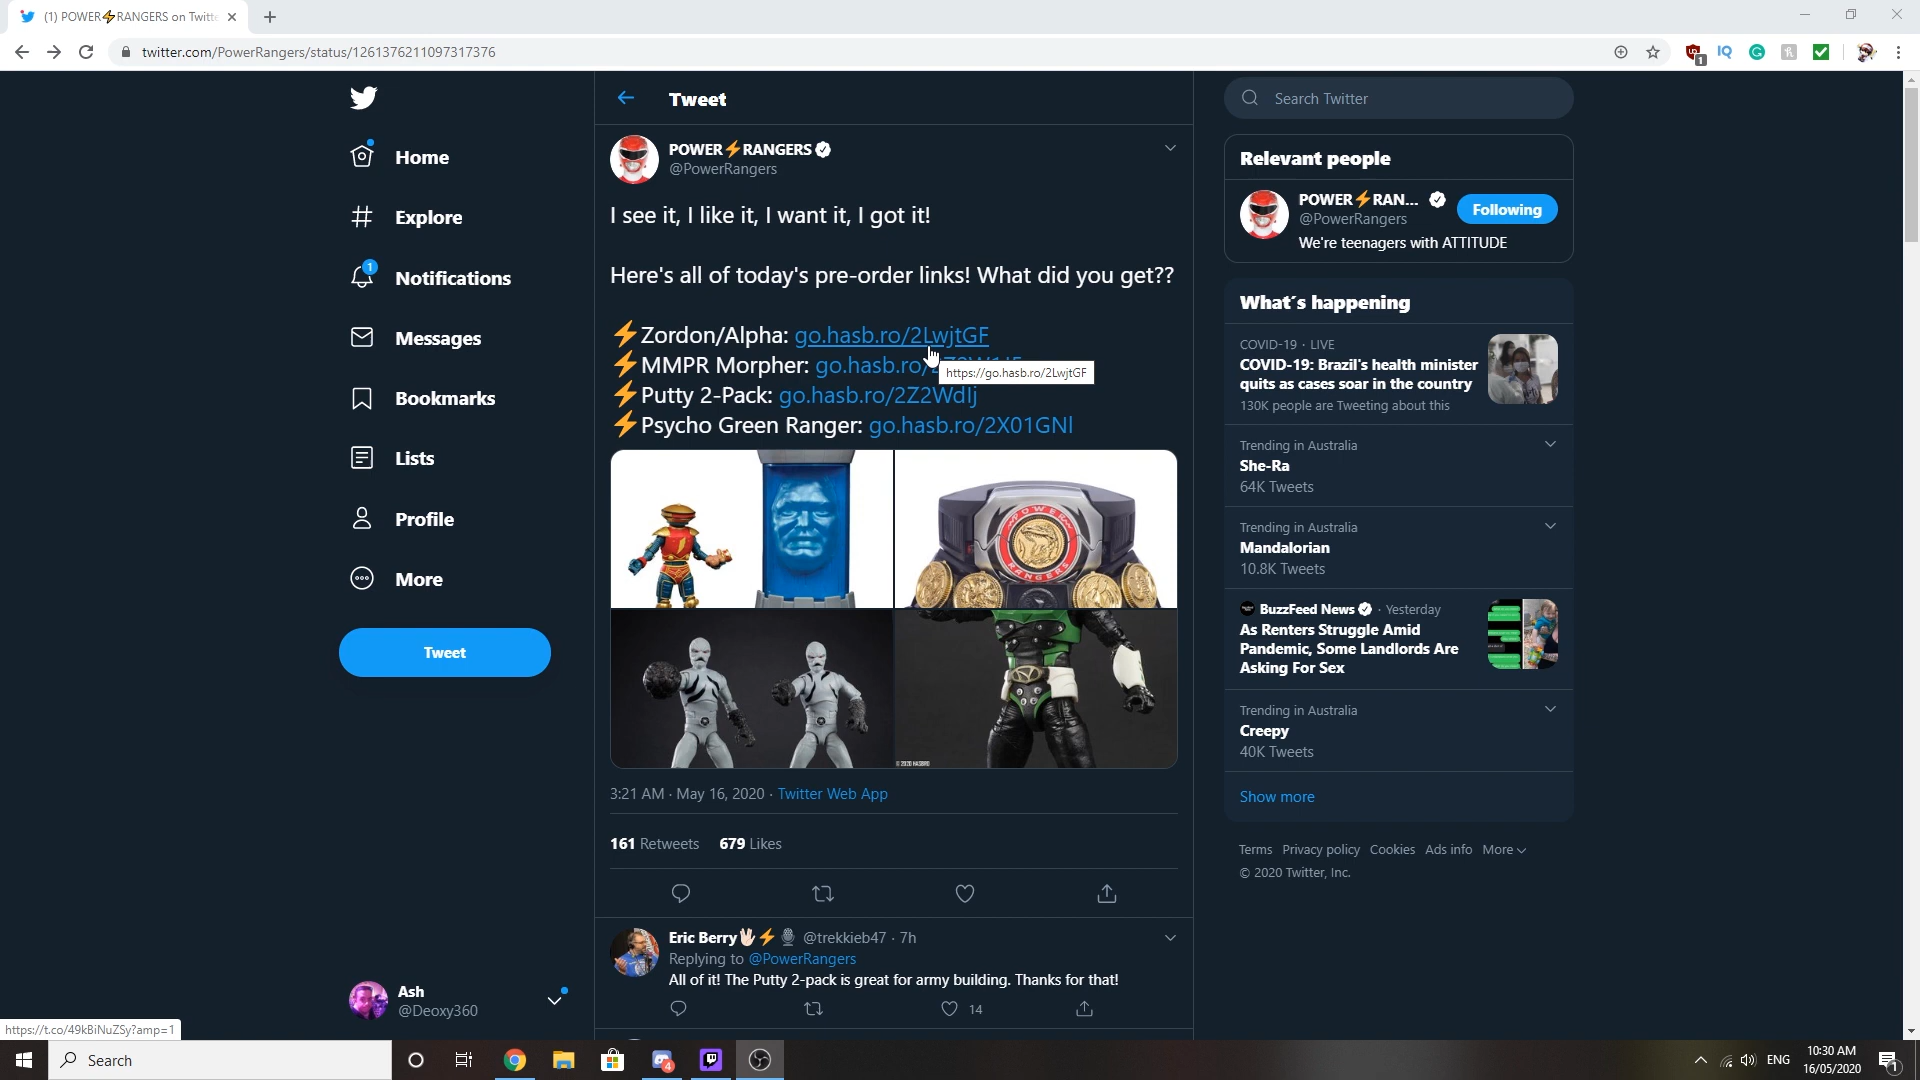 (1) POWER⚡RANGERS on Twitt
twitter.com/PowerRangers/status/1261376211097317376
Home
Explore
1
Notifications
Messages
Bookmarks
Lists
Profile
More
Tweet
Ash
@Deoxy360
Tweet
POWER⚡RANGERS
@PowerRangers
I see it, I like it, I want it, I got it!
Here's all of today's pre-order links! What did you get??
⚡Zordon/Alpha: go.hasb.ro/2LwjtGF
⚡MMPR Morpher: go.hasb.ro/
https://go.hasb.ro/2LwjtGF
⚡Putty 2-Pack: go.hasb.ro/2Z2WdIj
⚡Psycho Green Ranger: go.hasb.ro/2X01GNl
POWER
RANGERS
© 2020 HASBRO
3:21 AM · May 16, 2020 · Twitter Web App
161 Retweets 679 Likes
Eric Berry🖖🏻⚡🎙 @trekkieb47 · 7h
Replying to @PowerRangers
All of it! The Putty 2-pack is great for army building. Thanks for that!
14
Search Twitter
Relevant people
POWER⚡RAN...
@PowerRangers
Following
We're teenagers with ATTITUDE
What's happening
COVID-19 · LIVE
COVID-19: Brazil's health minister
quits as cases soar in the country
130K people are Tweeting about this
Trending in Australia
She-Ra
64K Tweets
Trending in Australia
Mandalorian
10.8K Tweets
BuzzFeed News · Yesterday
As Renters Struggle Amid
Pandemic, Some Landlords Are
Asking For Sex
Trending in Australia
Creepy
40K Tweets
Show more
Terms Privacy policy Cookies Ads info More
© 2020 Twitter, Inc.
https://t.co/49kBiNuZSy?amp=1
Search
4
ENG
10:30 AM
16/05/2020
1